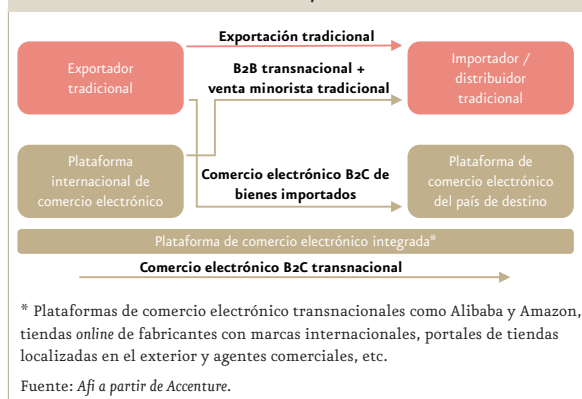 Exportación tradicional
Exportador
tradicional
B2B transnacional +
venta minorista tradicional
Importador /
distribuidor
tradicional
Plataforma
internacional de
comercio electrónico
Comercio electrónico B2C de
bienes importados
Plataforma de
comercio electrónico
del país de destino
Plataforma de comercio electrónico integrada*
Comercio electrónico B2C transnacional
* Plataformas de comercio electrónico transnacionales como Alibaba y Amazon,
tiendas online de fabricantes con marcas internacionales, portales de tiendas
localizadas en el exterior y agentes comerciales, etc.
Fuente: Afi a partir de Accenture.